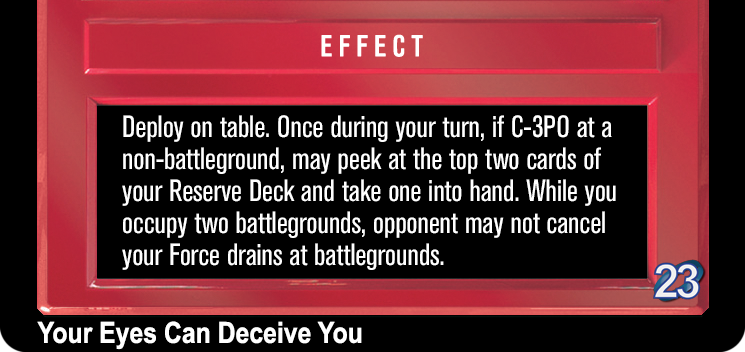 EFFECT
Deploy on table. Once during your turn, if C-3PO at a
non-battleground, may peek at the top two cards of
your Reserve Deck and take one into hand. While you
occupy two battlegrounds, opponent may not cancel
your Force drains at battlegrounds.
23
Your Eyes Can Deceive You